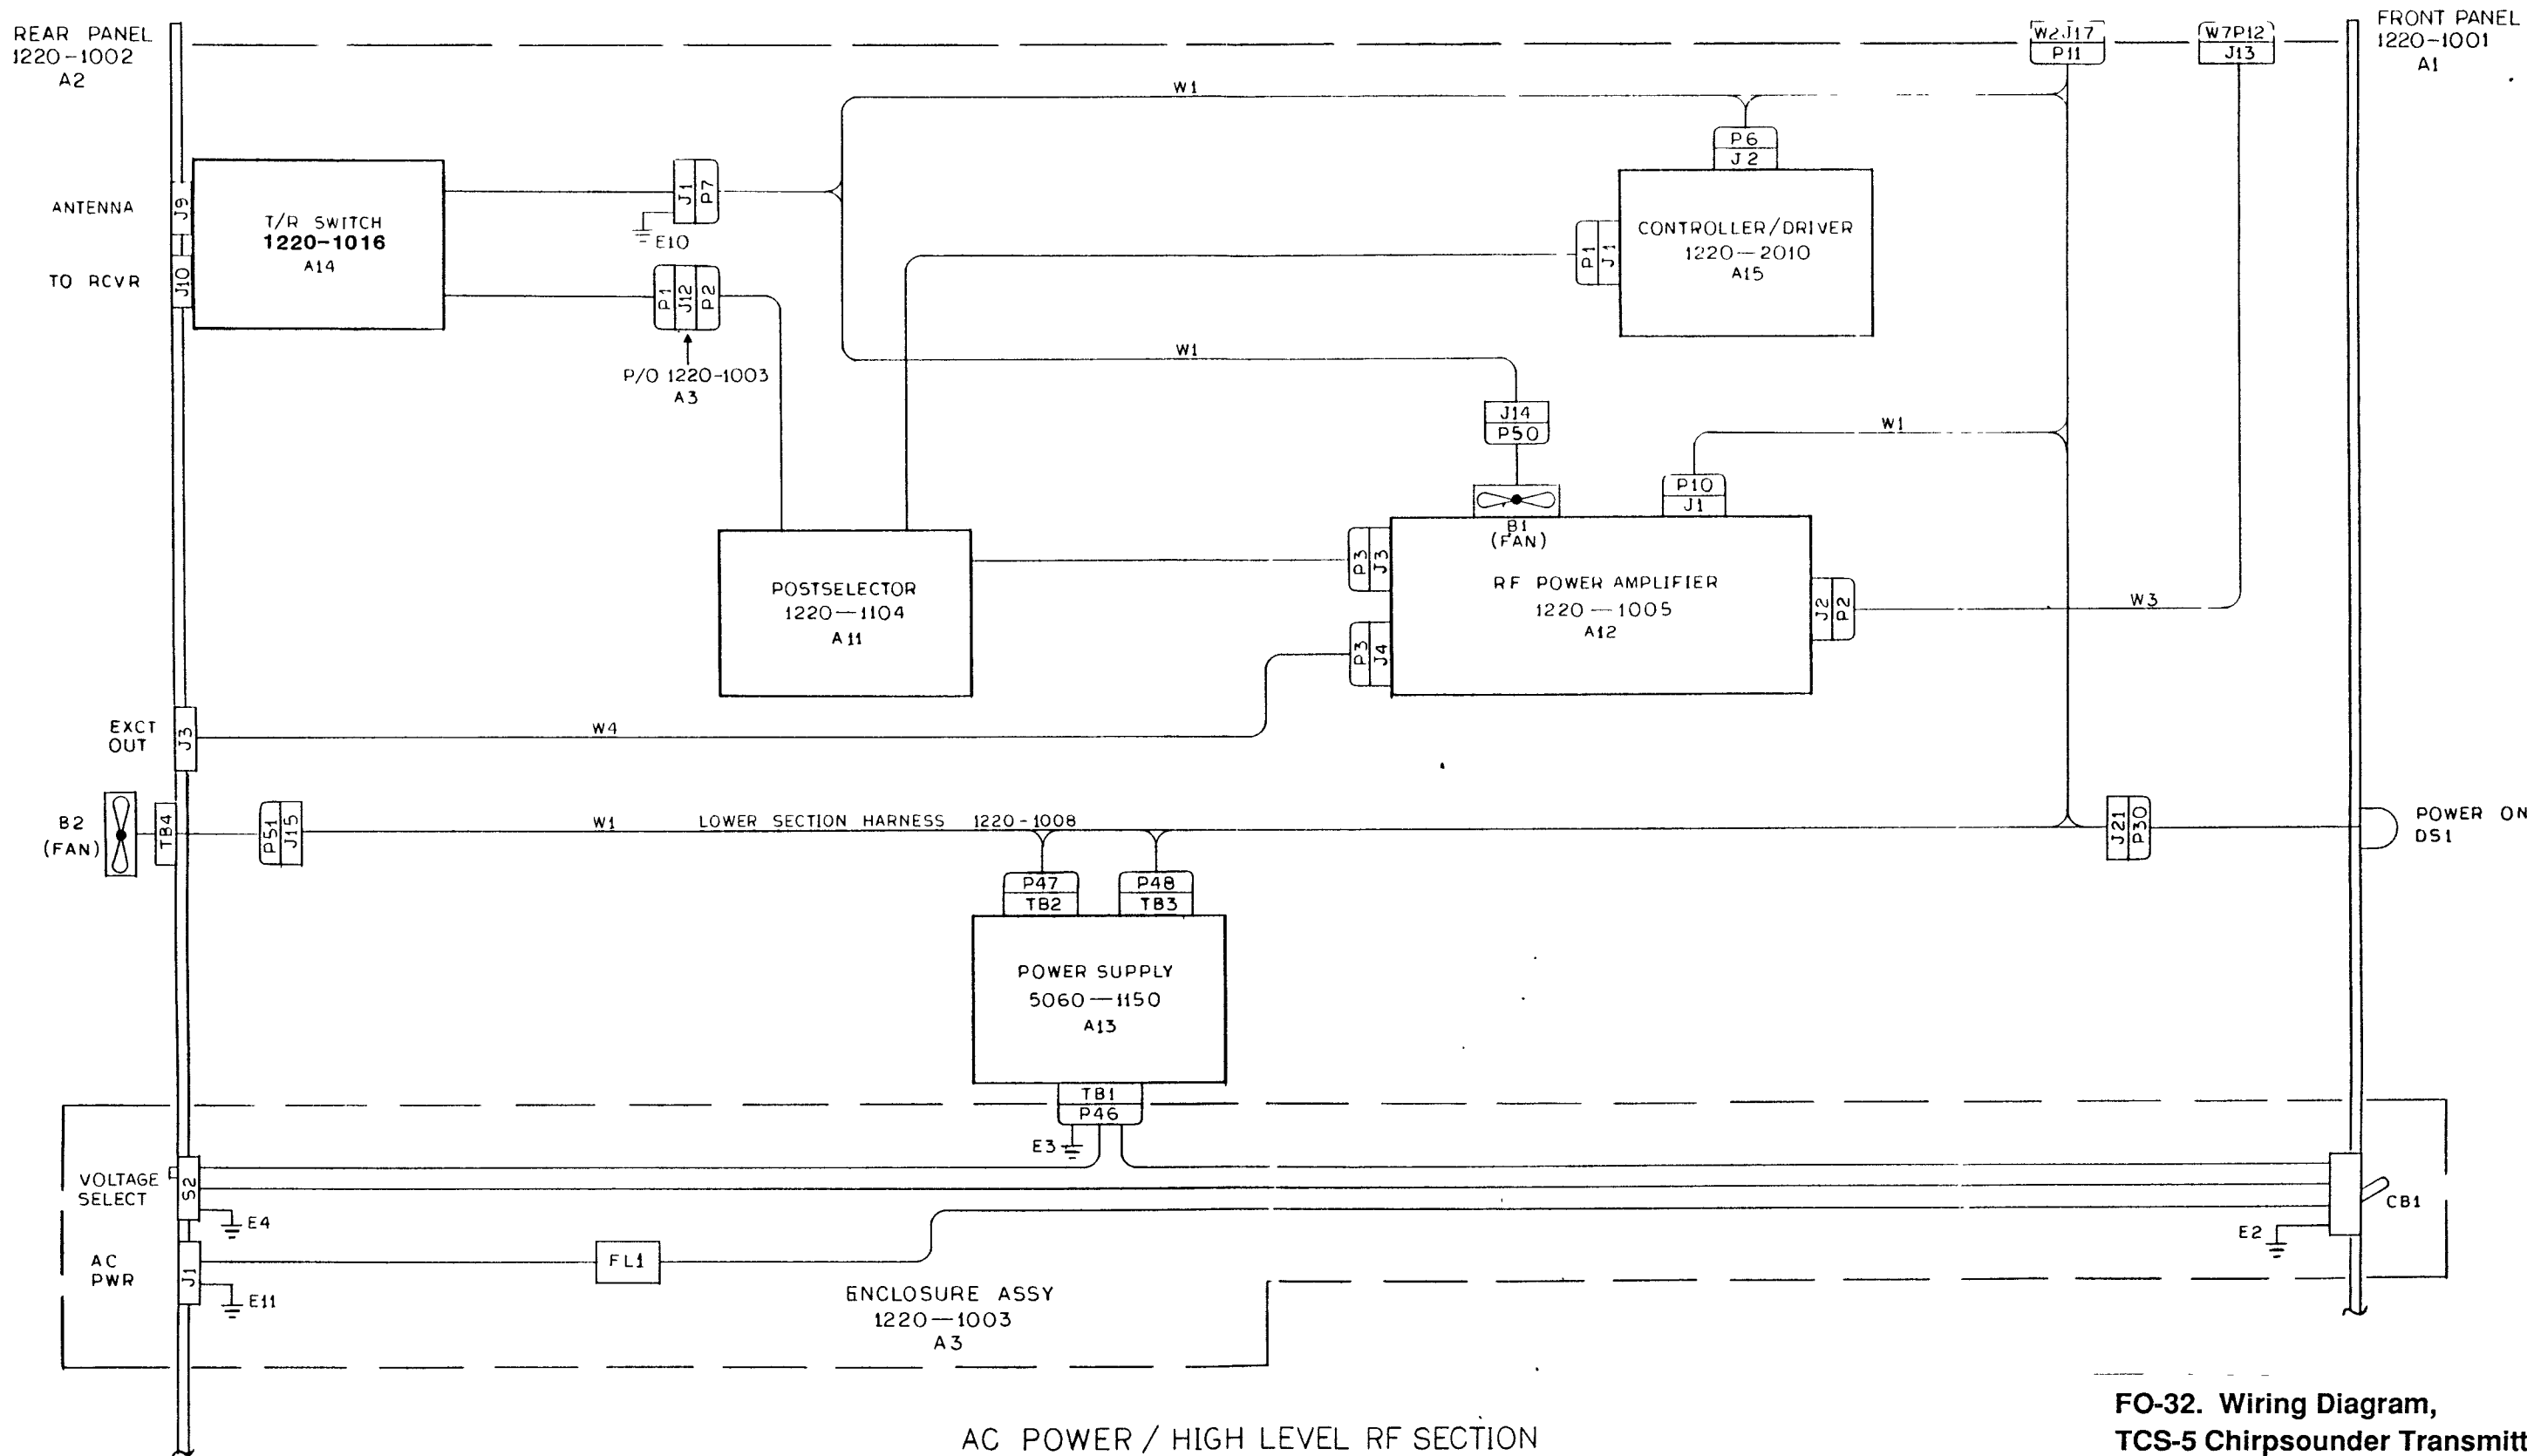 REAR PANEL
1220-1002
A2
W2J17
P11
W7P12
J13
FRONT PANEL
1220-1001
A1
W1
P6
J2
ANTENNA
J9
T/R SWITCH
1220-1016
A14
J1
P7
E10
TO RCVR
J10
P1
J12
P2
P/O 1220-1003
A3
P1
J1
CONTROLLER/DRIVER
1220-2010
A15
W1
J14
P50
W1
P10
J1
B1
(FAN)
P3
J3
POSTSELECTOR
1220-1104
A11
RF POWER AMPLIFIER
1220-1005
A12
J2
P2
W3
P3
J4
EXCT
OUT
J3
W4
B2
(FAN)
TB4
P51
J15
W1
LOWER SECTION HARNESS 1220-1008
J21
P30
POWER ON
DS1
P47
TB2
P48
TB3
POWER SUPPLY
5060-1150
A13
TB1
P46
E3
VOLTAGE
SELECT
S2
E4
CB1
E2
AC
PWR
J1
E11
FL1
ENCLOSURE ASSY
1220-1003
A3
AC POWER / HIGH LEVEL RF SECTION
FO-32. Wiring Diagram,
TCS-5 Chirpsounder Transmitt